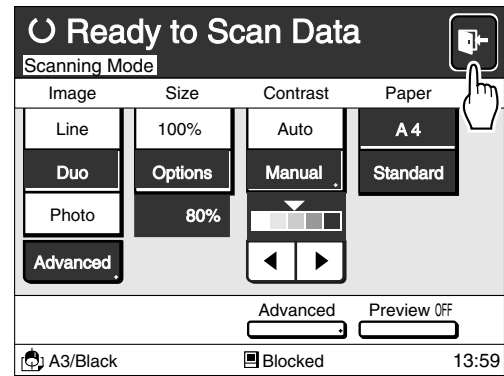 Ready to Scan Data
Scanning Mode
Image Size Contrast Paper
Line 100% Auto A4
Duo Options Manual Standard
Photo 80%
Advanced
Advanced Preview OFF
A3/Black Blocked 13:59